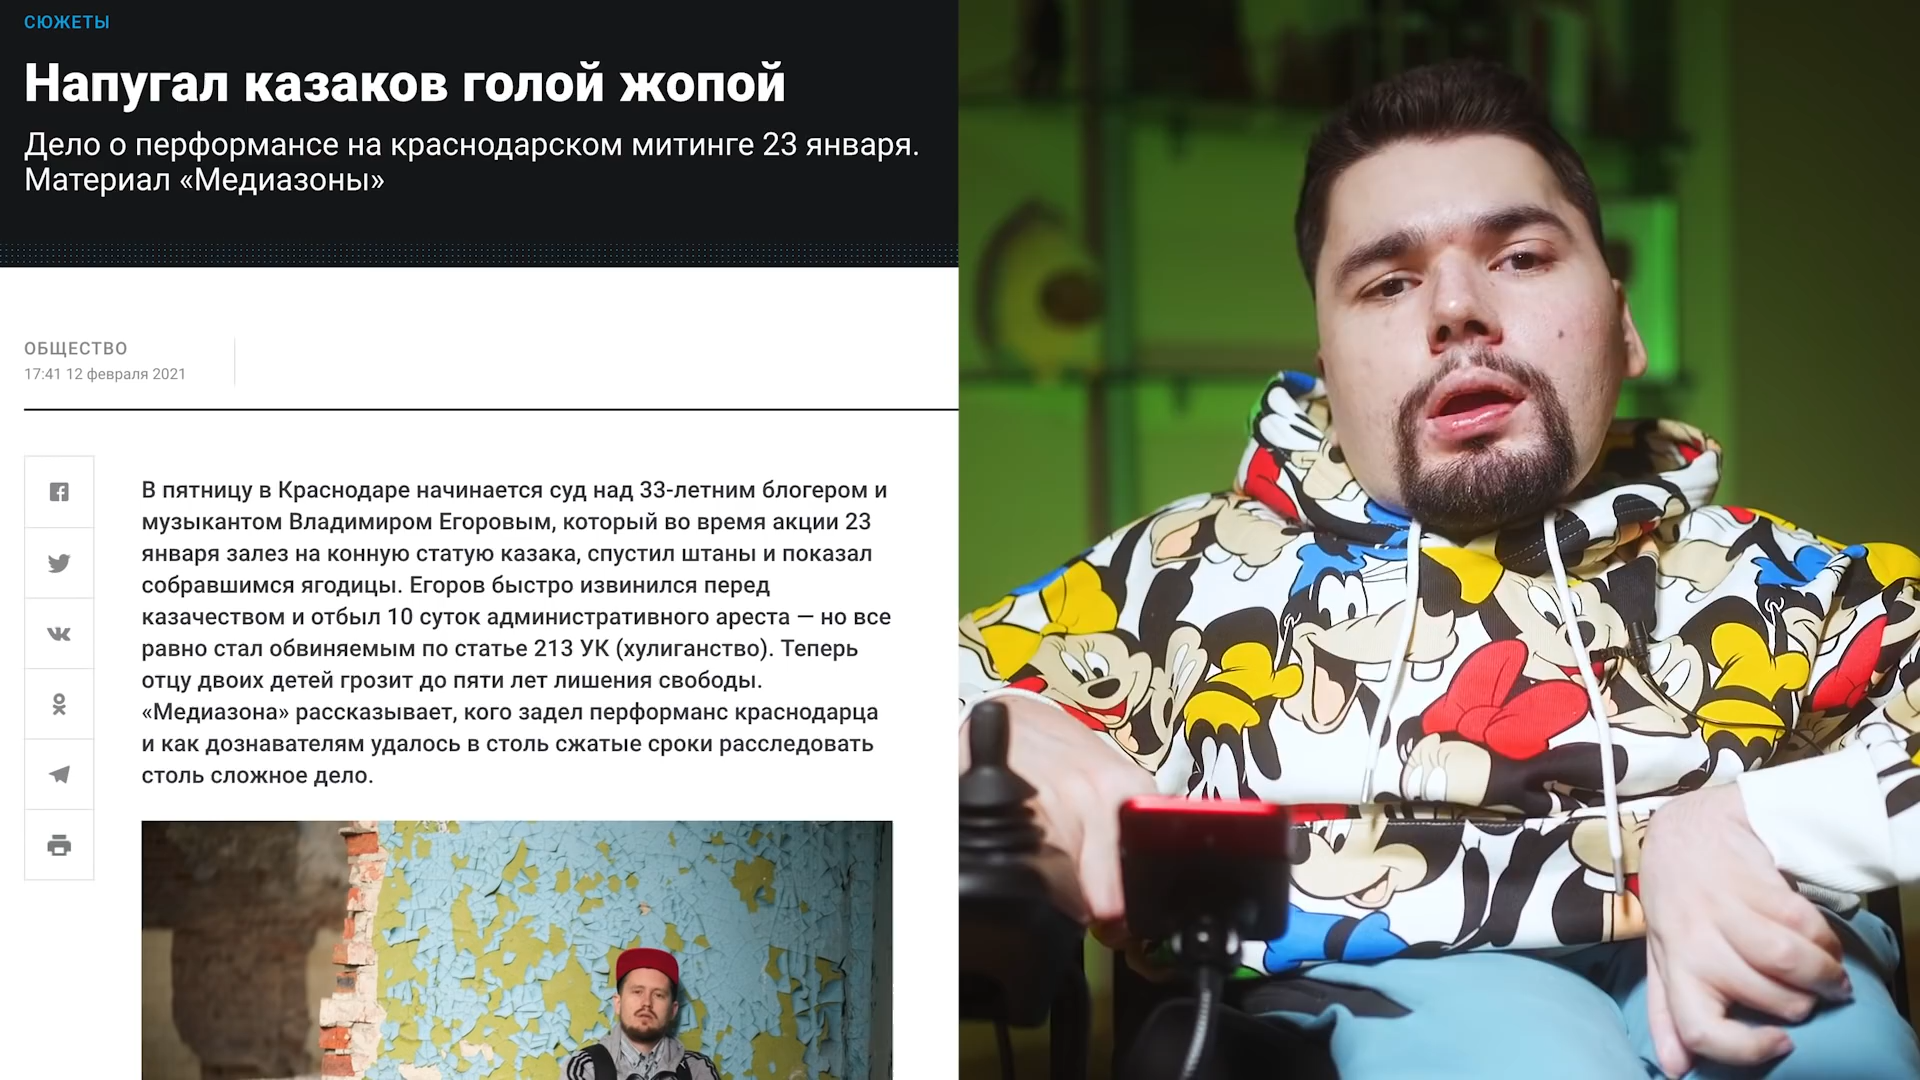 СЮЖЕТЫ
Напугал казаков голой жопой
Дело о перформансе на краснодарском митинге 23 января.
Материал «Медиазоны»
ОБЩЕСТВО
17:41 12 февраля 2021
В пятницу в Краснодаре начинается суд над 33-летним блогером и
музыкантом Владимиром Егоровым, который во время акции 23
января залез на конную статую казака, спустил штаны и показал
собравшимся ягодицы. Егоров быстро извинился перед
казачеством и отбыл 10 суток административного ареста — но все
равно стал обвиняемым по статье 213 УК (хулиганство). Теперь
отцу двоих детей грозит до пяти лет лишения свободы.
«Медиазона» рассказывает, кого задел перформанс краснодарца
и как дознавателям удалось в столь сжатые сроки расследовать
столь сложное дело.